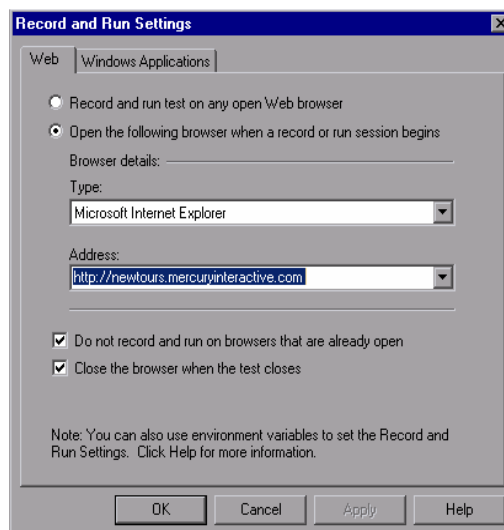 Record and Run Settings
Web
Windows Applications
Record and run test on any open Web browser
Open the following browser when a record or run session begins
Browser details:
Type:
Microsoft Internet Explorer
Address:
http://newtours.mercuryinteractive.com
Do not record and run on browsers that are already open
Close the browser when the test closes
Note: You can also use environment variables to set the Record and
Run Settings. Click Help for more information.
OK
Cancel
Apply
Help